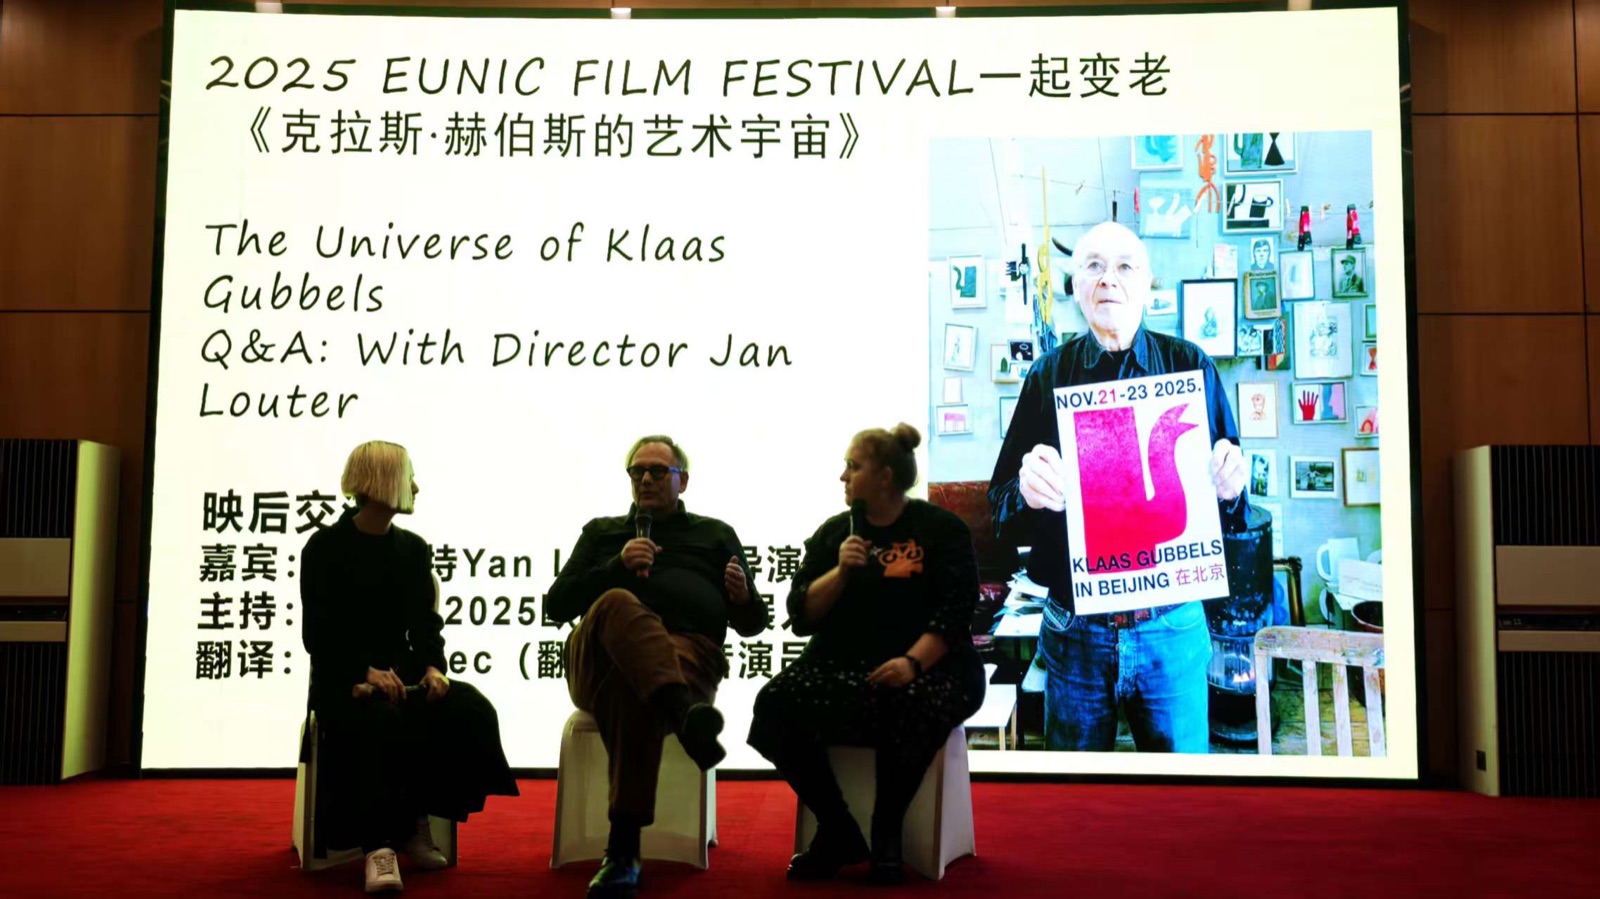 2025 EUNIC FILM FESTIVAL一起变老
《克拉斯·赫伯斯的艺术宇宙》
The Universe of Klaas
Gubbels
Q&A: With Director Jan
Louter
映后交
嘉宾： 特Yan 导演
主持： 2025
翻译： ec（翻 演员
NOV.21-23 2025.
KLAAS GUBBELS
IN BEIJING 在北京